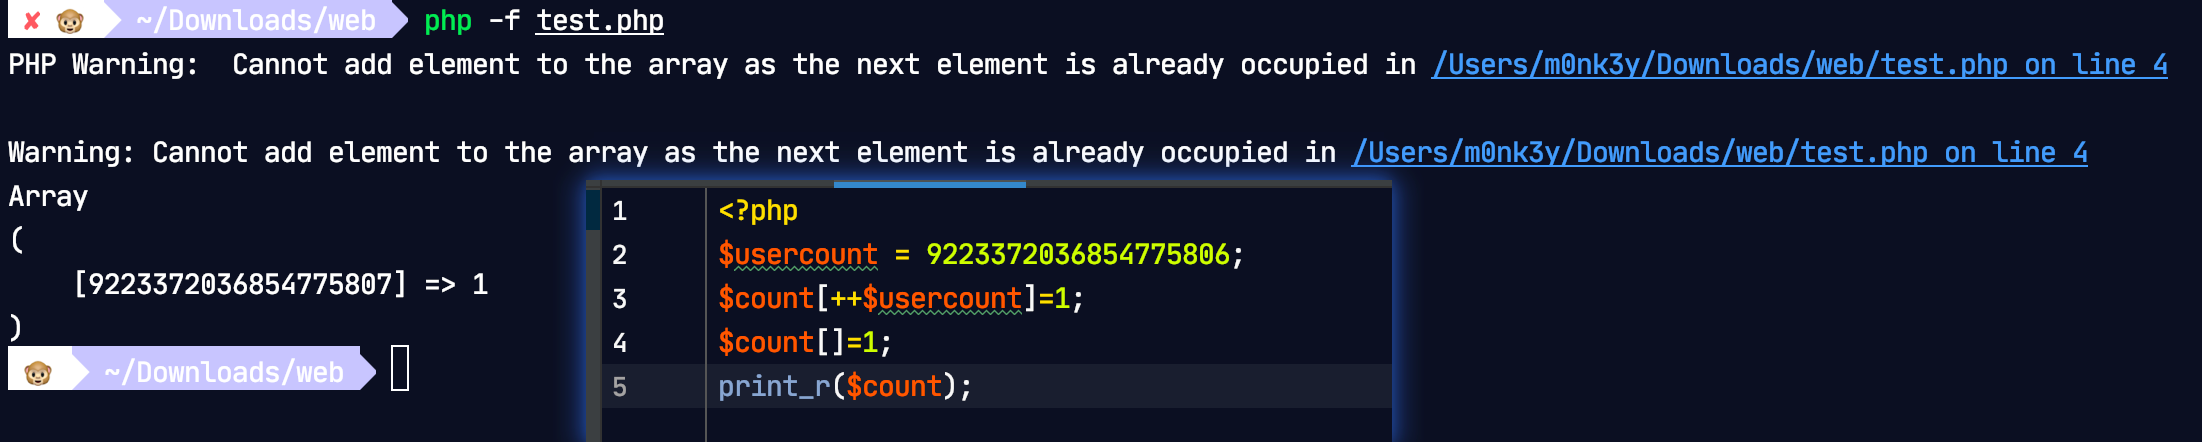 ✘ 🐵 ~/Downloads/web php -f test.php
PHP Warning:  Cannot add element to the array as the next element is already occupied in /Users/m0nk3y/Downloads/web/test.php on line 4
Warning: Cannot add element to the array as the next element is already occupied in /Users/m0nk3y/Downloads/web/test.php on line 4
Array
(
    [9223372036854775807] => 1
)
🐵 ~/Downloads/web
1 <?php
2 $usercount = 9223372036854775806;
3 $count[++$usercount]=1;
4 $count[]=1;
5 print_r($count);